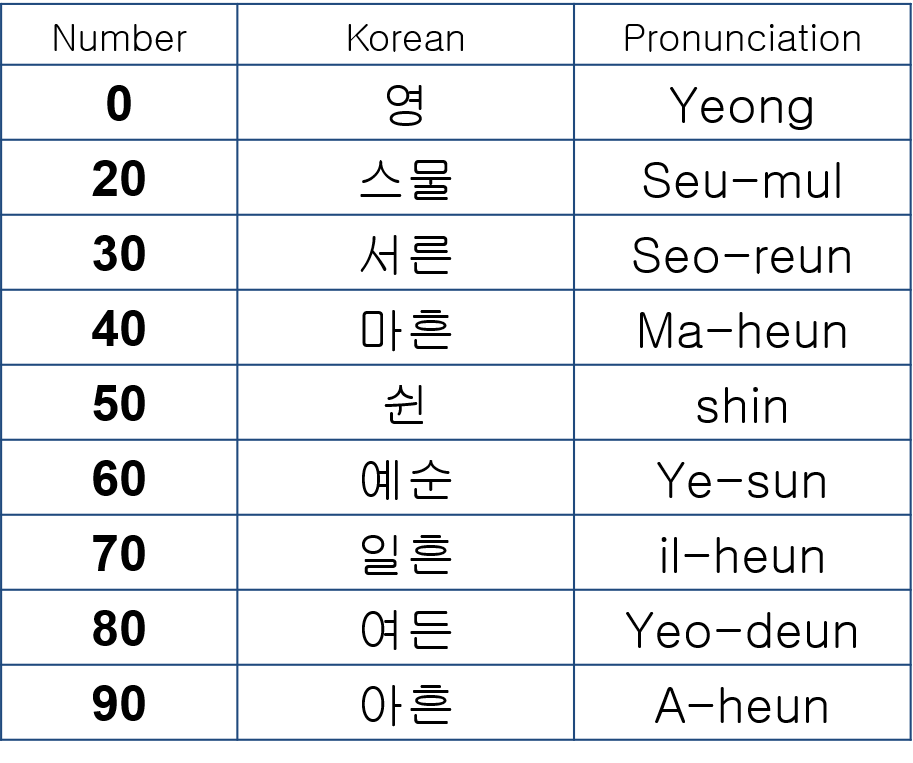 Number Korean Pronunciation
0 영 Yeong
20 스물 Seu-mul
30 서른 Seo-reun
40 마흔 Ma-heun
50 쉰 shin
60 예순 Ye-sun
70 일흔 il-heun
80 여든 Yeo-deun
90 아흔 A-heun